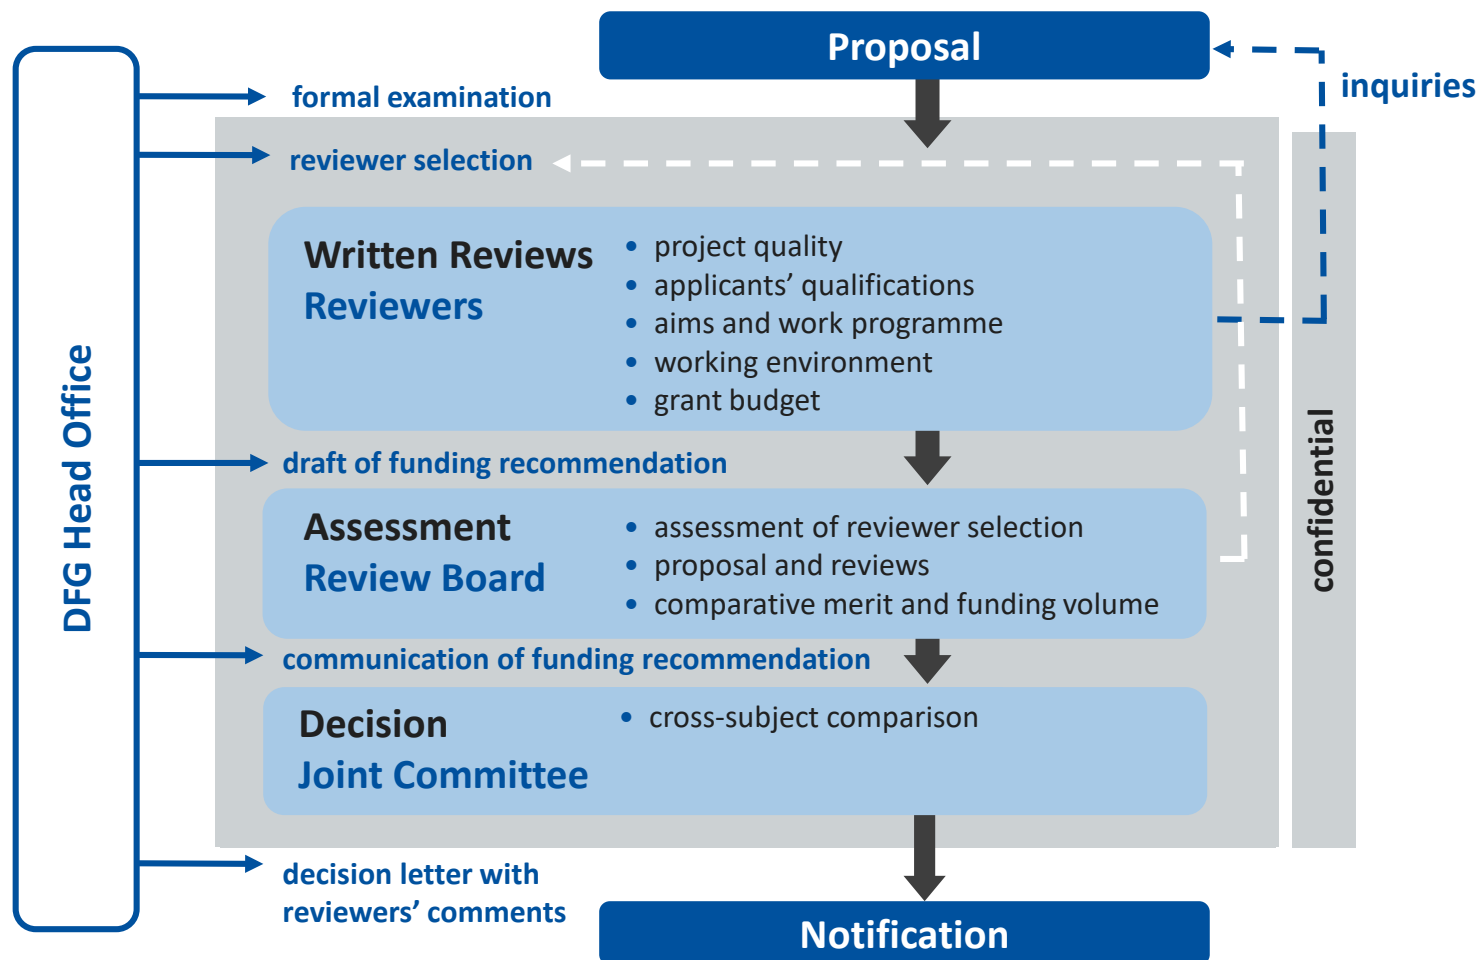 Proposal
inquiries
formal examination
reviewer selection
Written Reviews
Reviewers
• project quality
• applicants’ qualifications
• aims and work programme
• working environment
• grant budget
DFG Head Office
confidential
draft of funding recommendation
Assessment
Review Board
• assessment of reviewer selection
• proposal and reviews
• comparative merit and funding volume
communication of funding recommendation
Decision
Joint Committee
• cross-subject comparison
decision letter with
reviewers’ comments
Notification